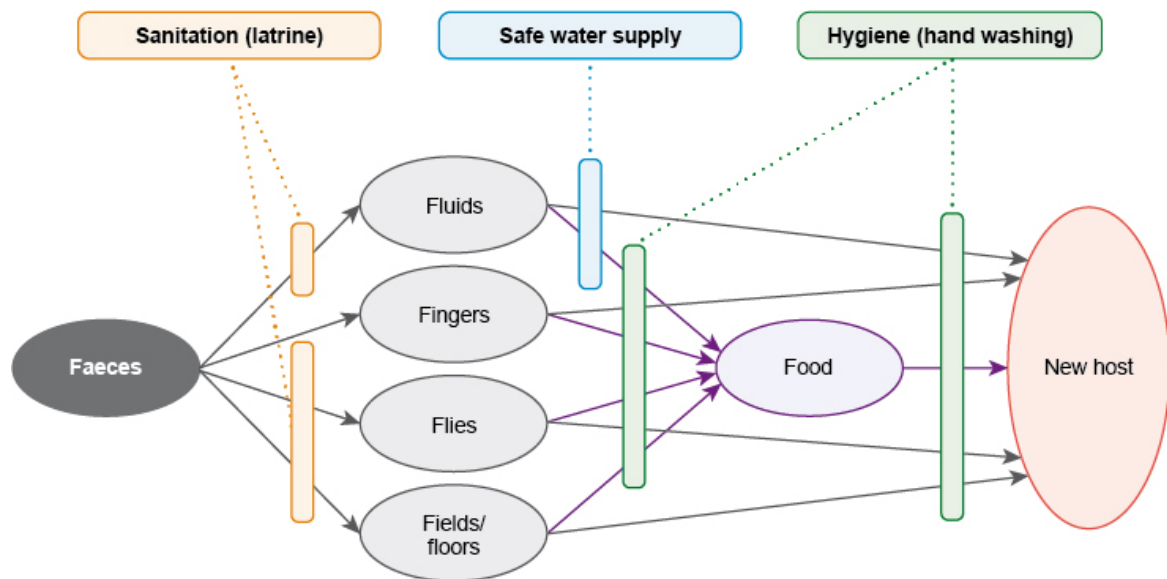 Sanitation (latrine)
Safe water supply
Hygiene (hand washing)
Fluids
Fingers
Faeces
Food
New host
Flies
Fields/
floors